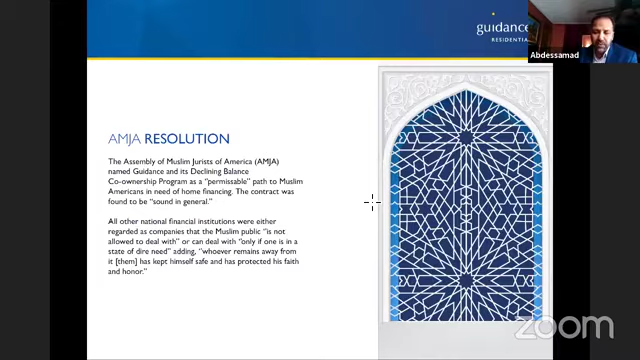 guidance
RESIDENTIAL
Abdessamad
AMJA RESOLUTION
The Assembly of Muslim Jurists of America (AMJA)
named Guidance and its Declining Balance
Co-ownership Program as a "permissable" path to Muslim
Americans in need of home financing. The contract was
found to be "sound in general."
All other national financial institutions were either
regarded as companies that the Muslim public "is not
allowed to deal with" or can deal with "only if one is in a
state of dire need" adding, "whoever remains away from
it [them] has kept himself safe and has protected his faith
and honor."
zoom